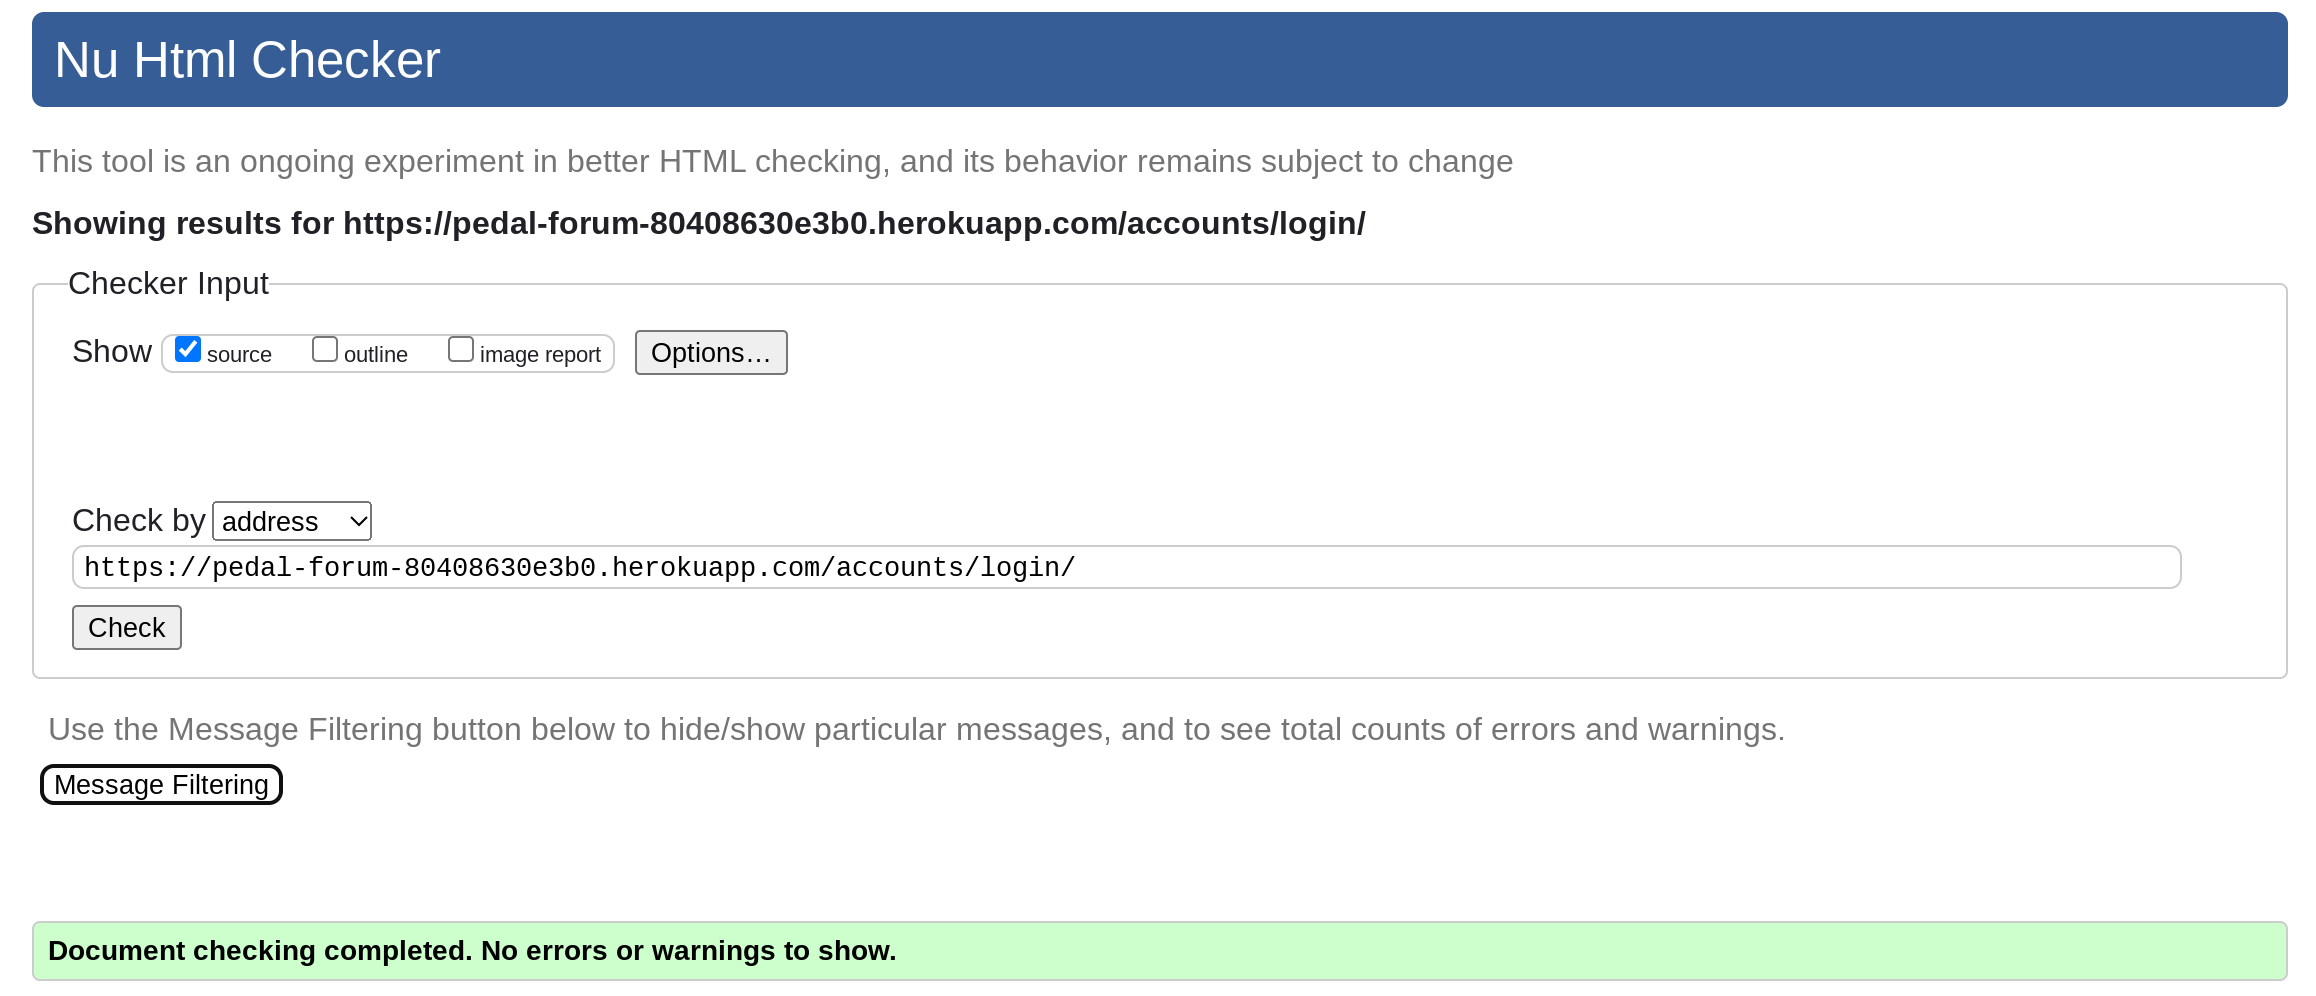 Nu Html Checker
This tool is an ongoing experiment in better HTML checking, and its behavior remains subject to change
Showing results for https://pedal-forum-80408630e3b0.herokuapp.com/accounts/login/
Checker Input
Show source outline image report Options…
Check by address
https://pedal-forum-80408630e3b0.herokuapp.com/accounts/login/
Check
Use the Message Filtering button below to hide/show particular messages, and to see total counts of errors and warnings.
Message Filtering
Document checking completed. No errors or warnings to show.